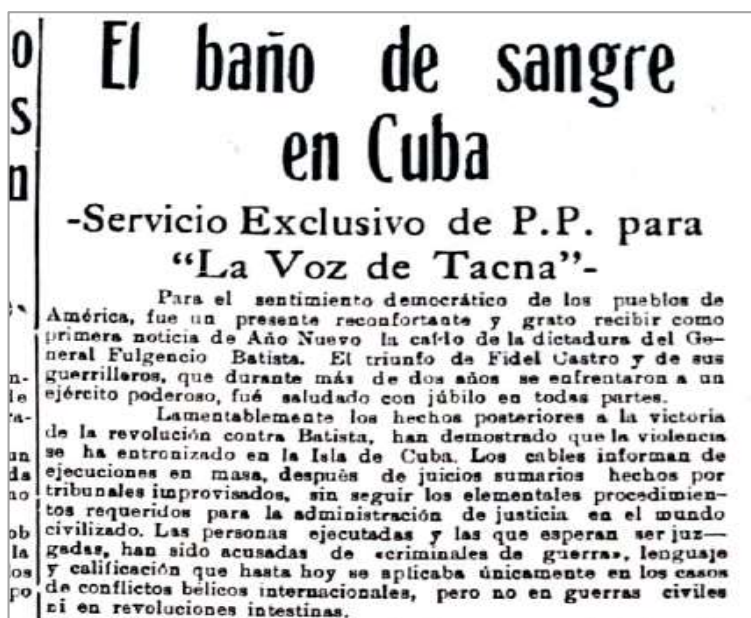 El baño de sangre
en Cuba
-Servicio Exclusivo de P.P. para
“La Voz de Tacna”-
Para el sentimiento democrático de los pueblos de
América, fue un presente reconfortante y grato recibir como
primera noticia de Año Nuevo la caído de la dictadura del Ge-
neral Fulgencio Batista. El triunfo de Fidel Castro y de sus
guerrilleros, que durante más de dos años se enfrentaron a un
ejército poderoso, fué saludado con júbilo en todas partes.
Lamentablemente los hechos posteriores a la victoria
de la revolución contra Batista, han demostrado que la violencia
se ha entronizado en la Isla de Cuba. Los cables informan de
ejecuciones en masa, después de juicios sumarios hechos por
tribunales improvisados, sin seguir los elementales procedimien-
tos requeridos para la administración de justicia en el mundo
civilizado. Las personas ejecutadas y las que esperan ser juz—
gadas, han sido acusadas de «criminales de guerra», lenguaje
y calificación que hasta hoy se aplicaba únicamente en los casos
de conflictos bélicos internacionales, pero no en guerras civiles
ni en revoluciones intestinas.